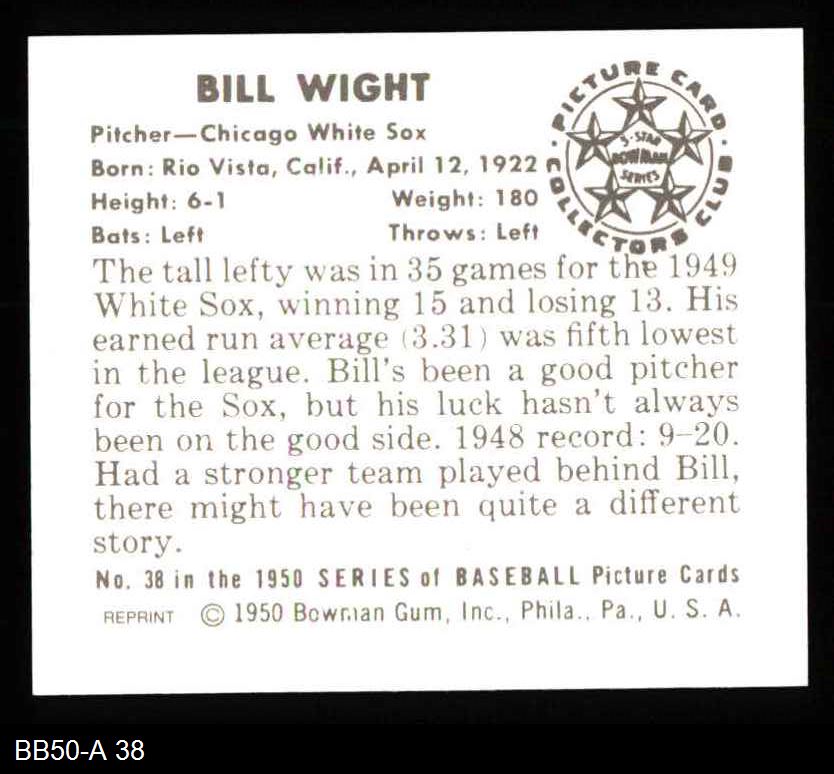 BILL WIGHT
Pitcher—Chicago White Sox
Born: Rio Vista, Calif., April 12, 1922
Height: 6-1 Weight: 180
Bats: Left Throws: Left
PICTURE CARD COLLECTORS CLUB
5-STAR
BOWMAN
SERIES
The tall lefty was in 35 games for the 1949
White Sox, winning 15 and losing 13. His
earned run average (3.31) was fifth lowest
in the league. Bill's been a good pitcher
for the Sox, but his luck hasn't always
been on the good side. 1948 record: 9–20.
Had a stronger team played behind Bill,
there might have been quite a different
story.
No. 38 in the 1950 SERIES of BASEBALL Picture Cards
REPRINT © 1950 Bowman Gum, Inc., Phila., Pa., U. S. A.
BB50-A 38